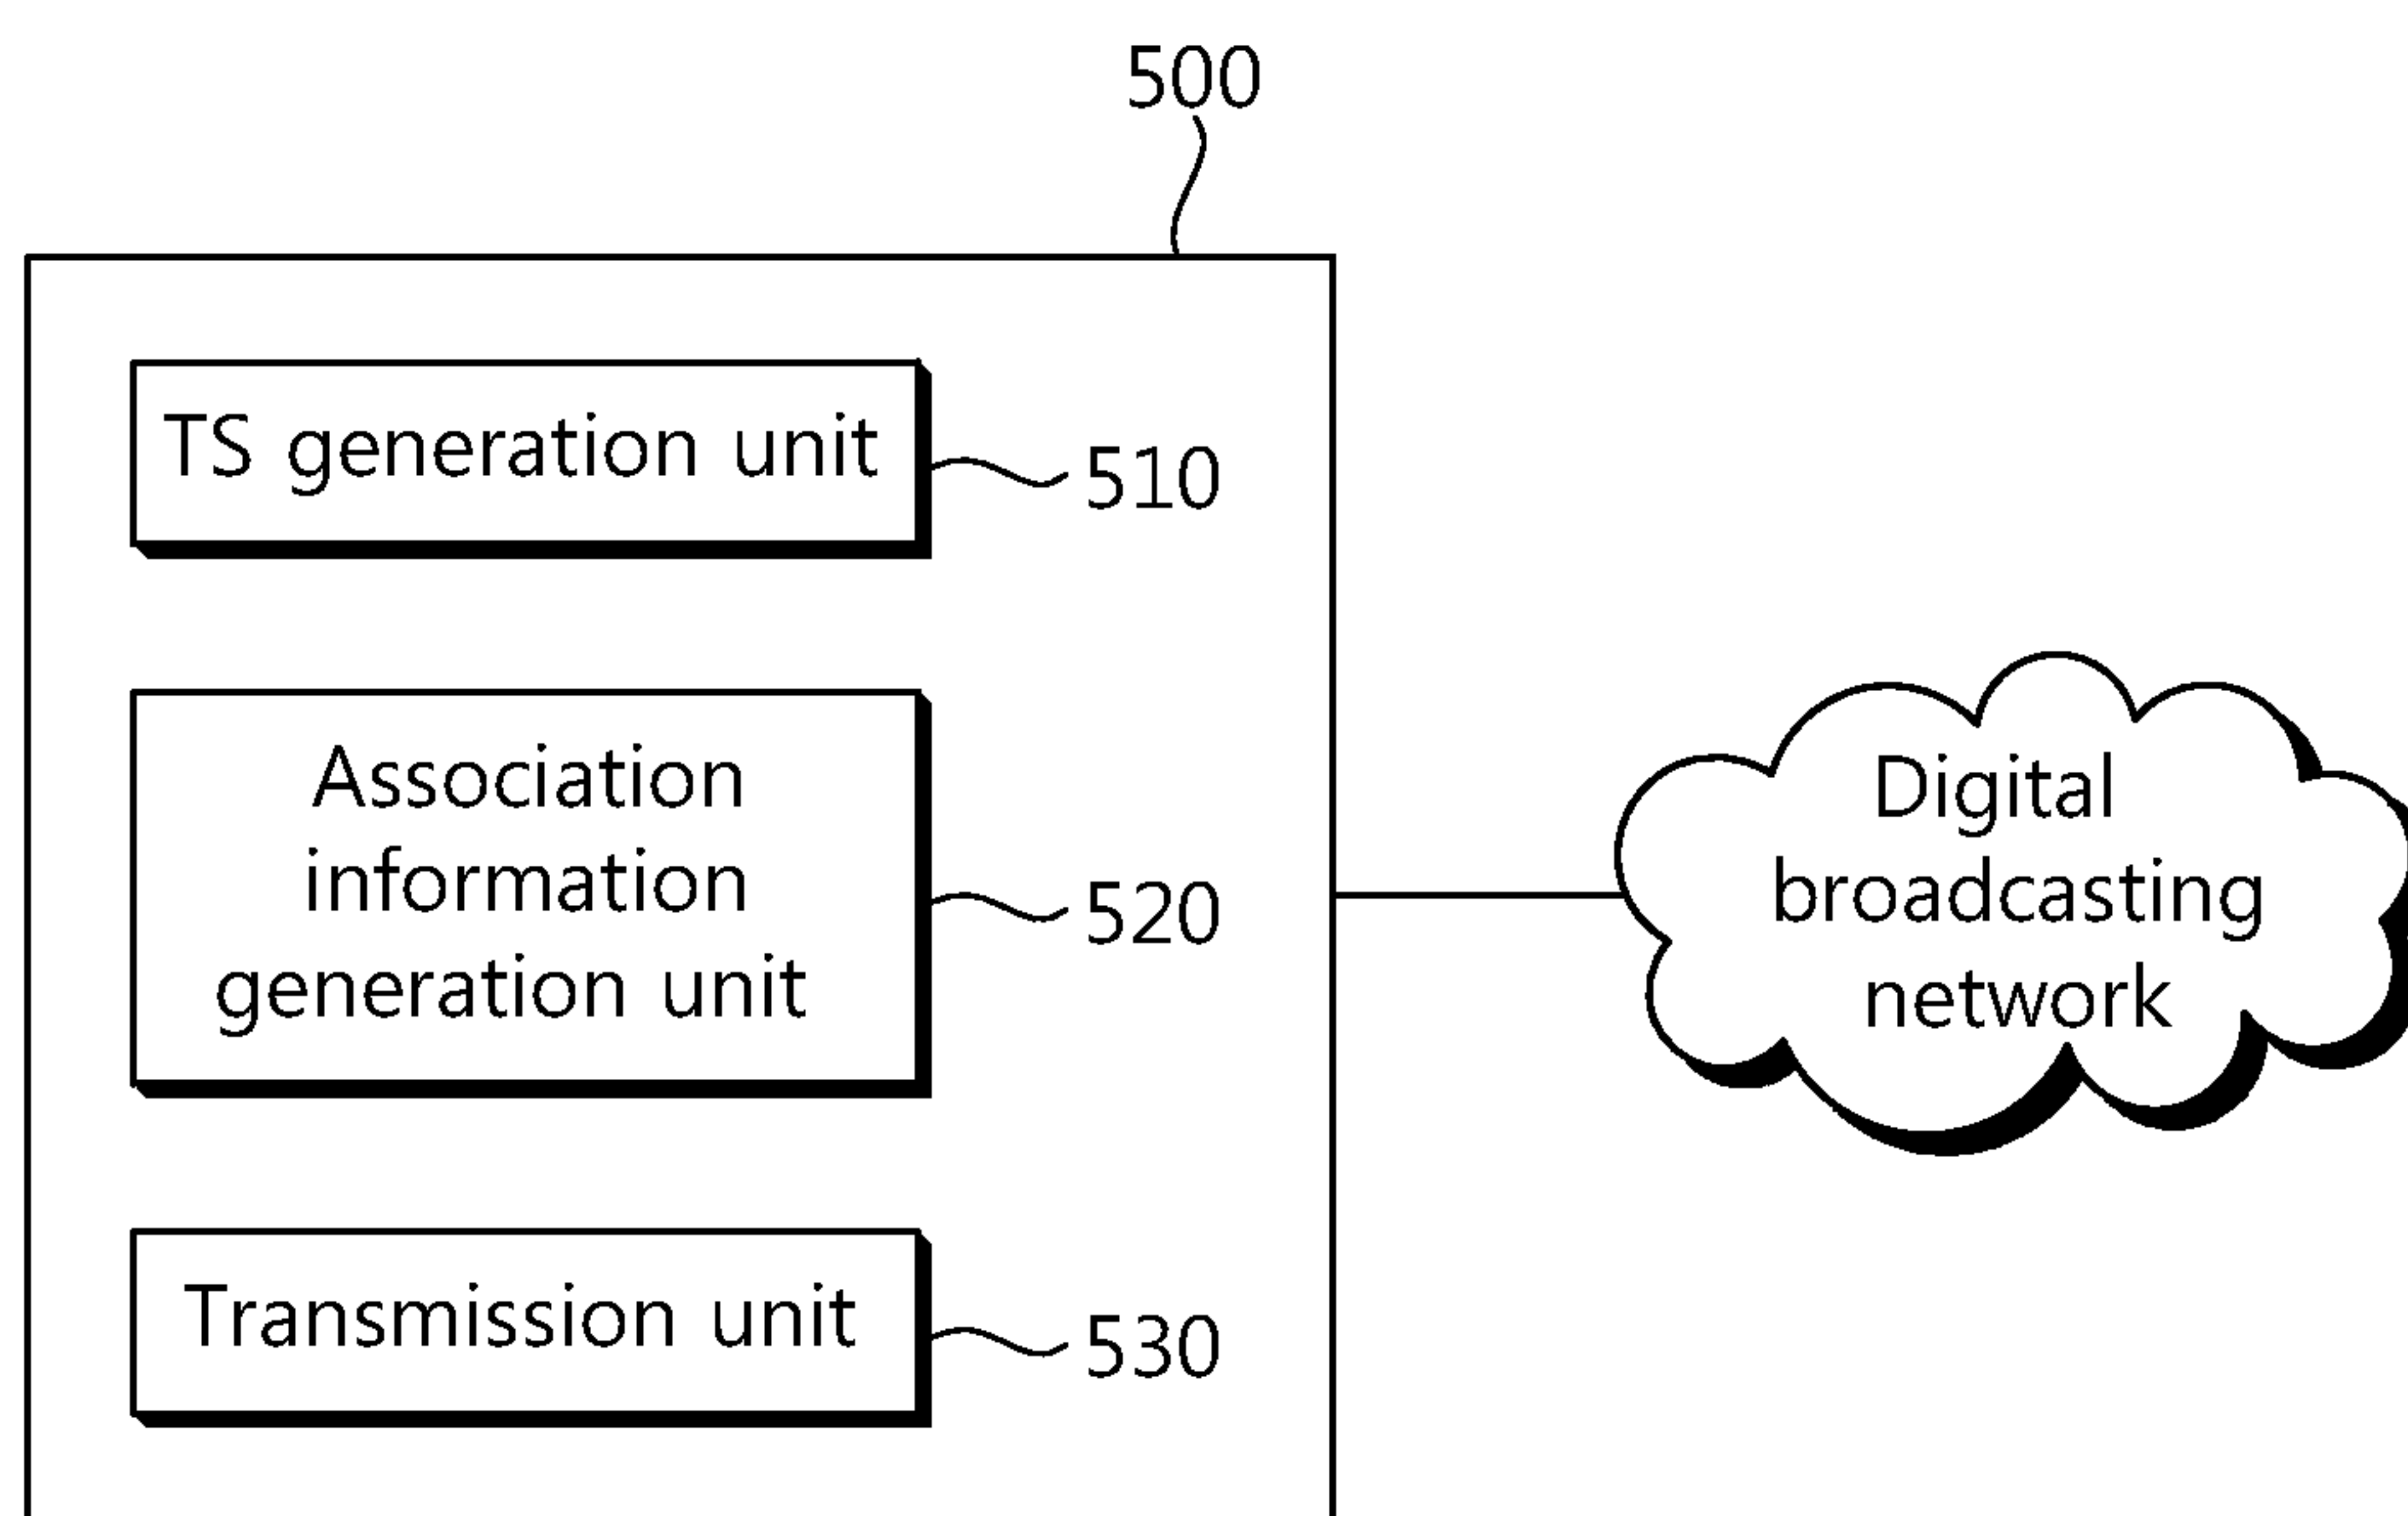 500
TS generation unit
510
Association
information
generation unit
520
Digital
broadcasting
network
Transmission unit
530